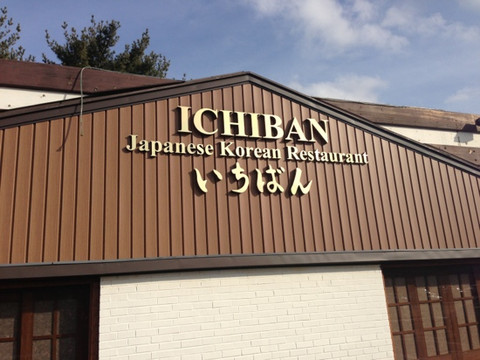 ICHIBAN
Japanese Korean Restaurant
いちばん